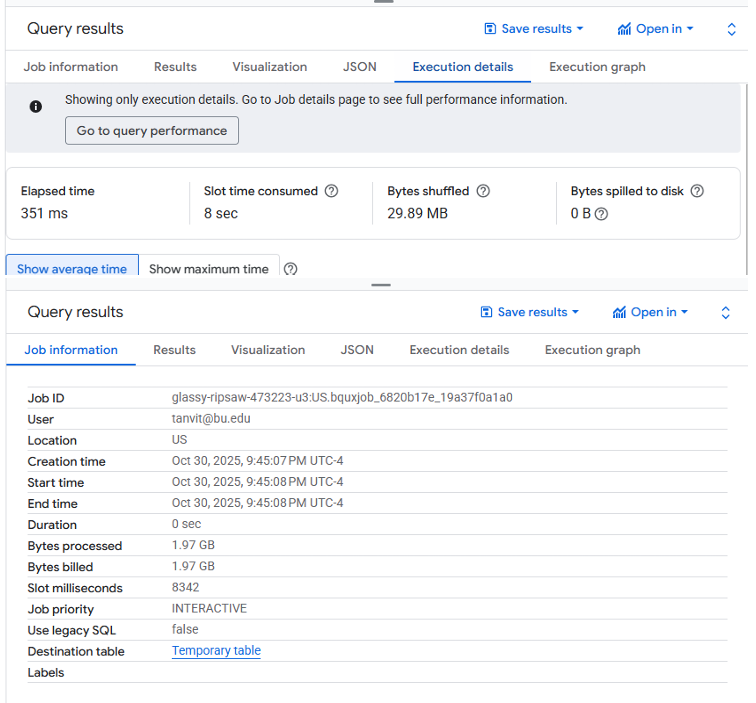 Query results Save results Open in
Job information Results Visualization JSON Execution details Execution graph
Showing only execution details. Go to Job details page to see full performance information.
Go to query performance
Elapsed time Slot time consumed Bytes shuffled Bytes spilled to disk
351 ms 8 sec 29.89 MB 0 B
Show average time Show maximum time
Query results Save results Open in
Job information Results Visualization JSON Execution details Execution graph
Job ID glassy-ripsaw-473223-u3:US.bquxjob_6820b17e_19a37f0a1a0
User tanvit@bu.edu
Location US
Creation time Oct 30, 2025, 9:45:07 PM UTC-4
Start time Oct 30, 2025, 9:45:08 PM UTC-4
End time Oct 30, 2025, 9:45:08 PM UTC-4
Duration 0 sec
Bytes processed 1.97 GB
Bytes billed 1.97 GB
Slot milliseconds 8342
Job priority INTERACTIVE
Use legacy SQL false
Destination table Temporary table
Labels